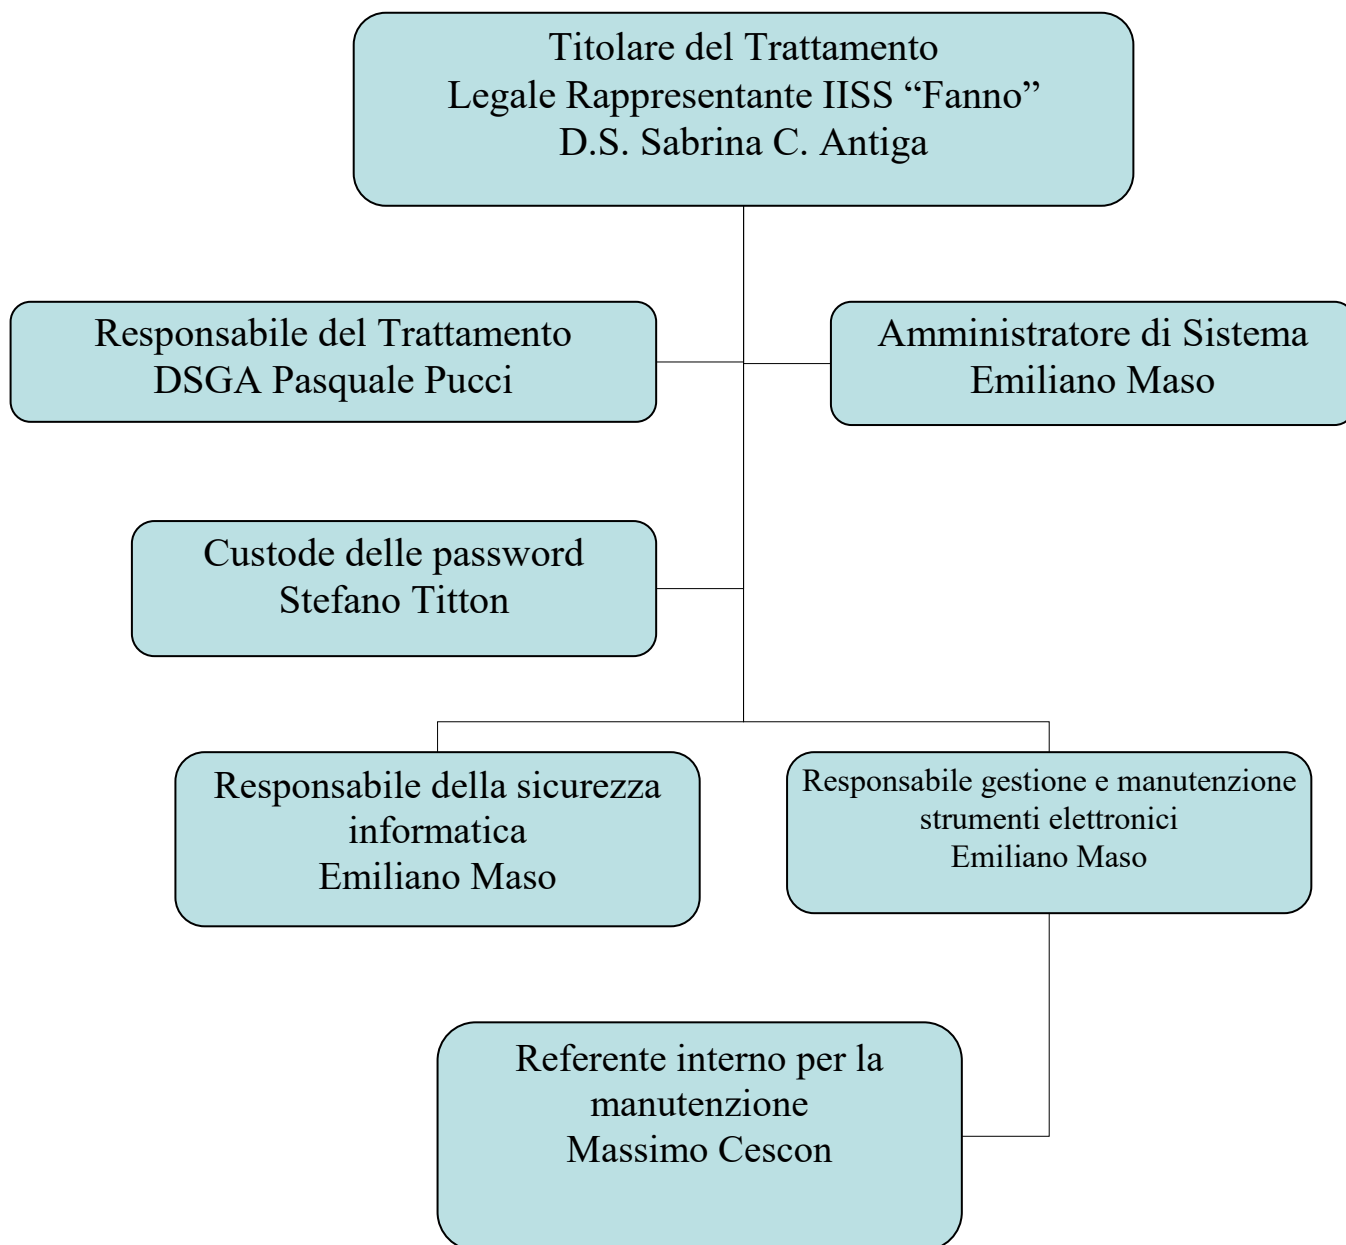 Titolare del Trattamento
Legale Rappresentante IISS “Fanno”
D.S. Sabrina C. Antiga
Responsabile del Trattamento
DSGA Pasquale Pucci
Amministratore di Sistema
Emiliano Maso
Custode delle password
Stefano Titton
Responsabile della sicurezza
informatica
Emiliano Maso
Responsabile gestione e manutenzione
strumenti elettronici
Emiliano Maso
Referente interno per la
manutenzione
Massimo Cescon